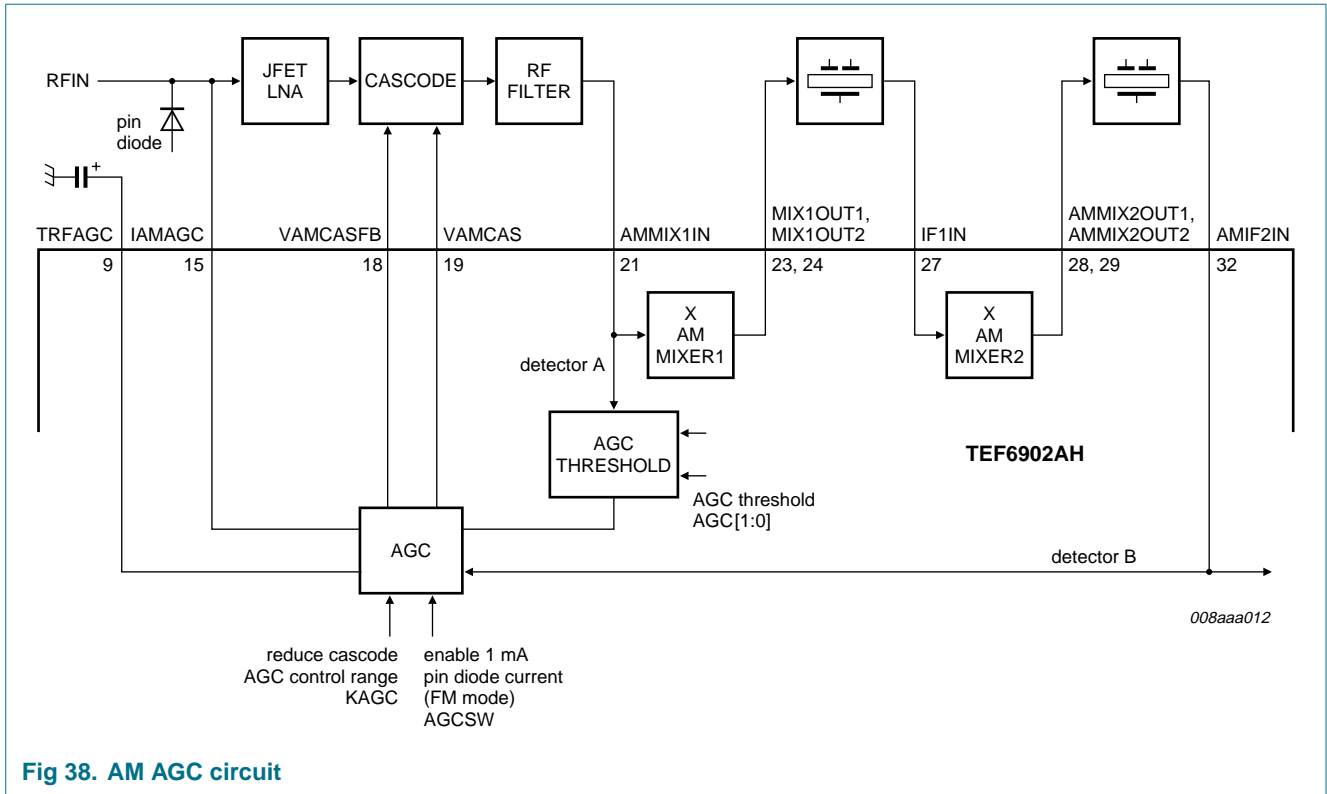 RFIN
pin
diode
JFET
LNA
CASCODE
RF
FILTER
+
TRFAGC
IAMAGC
VAMCASFB
VAMCAS
AMMIX1IN
MIX1OUT1,
MIX1OUT2
IF1IN
AMMIX2OUT1,
AMMIX2OUT2
AMIF2IN
9
15
18
19
21
23, 24
27
28, 29
32
X
AM
MIXER1
X
AM
MIXER2
detector A
AGC
THRESHOLD
AGC threshold
AGC[1:0]
TEF6902AH
AGC
detector B
008aaa012
reduce cascode
AGC control range
KAGC
enable 1 mA
pin diode current
(FM mode)
AGCSW
Fig 38. AM AGC circuit